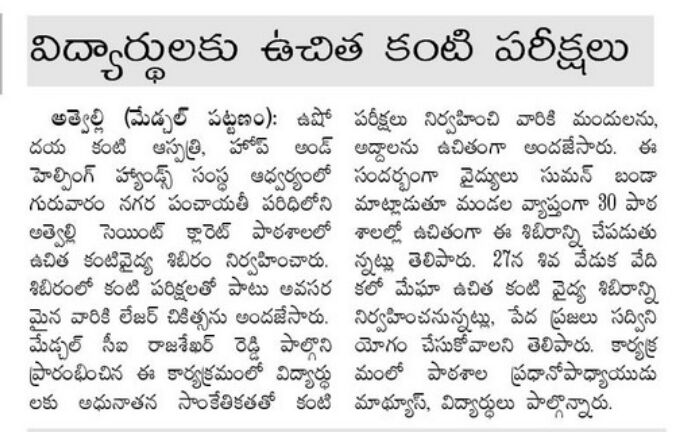 విద్యార్థులకు ఉచిత కంటి పరీక్షలు
అత్వెల్లి (మేడ్చల్ పట్టణం): ఉషో
దయ కంటి ఆస్పత్రి, హోప్ అండ్
హెల్పింగ్ హ్యాండ్స్ సంస్థ ఆధ్వర్యంలో
గురువారం నగర పంచాయతీ పరిధిలోని
అత్వెల్లి సెయింట్ క్లారెట్ పాఠశాలలో
ఉచిత కంటివైద్య శిబిరం నిర్వహించారు.
శిబిరంలో కంటి పరీక్షలతో పాటు అవసర
మైన వారికి లేజర్ చికిత్సను అందజేసారు.
మేడ్చల్ సీఐ రాజశేఖర్ రెడ్డి పాల్గొని
ప్రారంభించిన ఈ కార్యక్రమంలో విద్యార్థు
లకు అధునాతన సాంకేతికతతో కంటి
పరీక్షలు నిర్వహించి వారికి మందులను,
అద్దాలను ఉచితంగా అందజేసారు. ఈ
సందర్భంగా వైద్యులు సుమన్ బండా
మాట్లాడుతూ మండల వ్యాప్తంగా 30 పాఠ
శాలల్లో ఉచితంగా ఈ శిబిరాన్ని చేపడుతు
న్నట్లు తెలిపారు. 27న శివ వేడుక వేది
కలో మేఘా ఉచిత కంటి వైద్య శిబిరాన్ని
నిర్వహించనున్నట్లు, పేద ప్రజలు సద్విని
యోగం చేసుకోవాలని తెలిపారు. కార్యక్ర
మంలో పాఠశాల ప్రధానోపాధ్యాయుడు
మాథ్యూస్, విద్యార్థులు పాల్గొన్నారు.